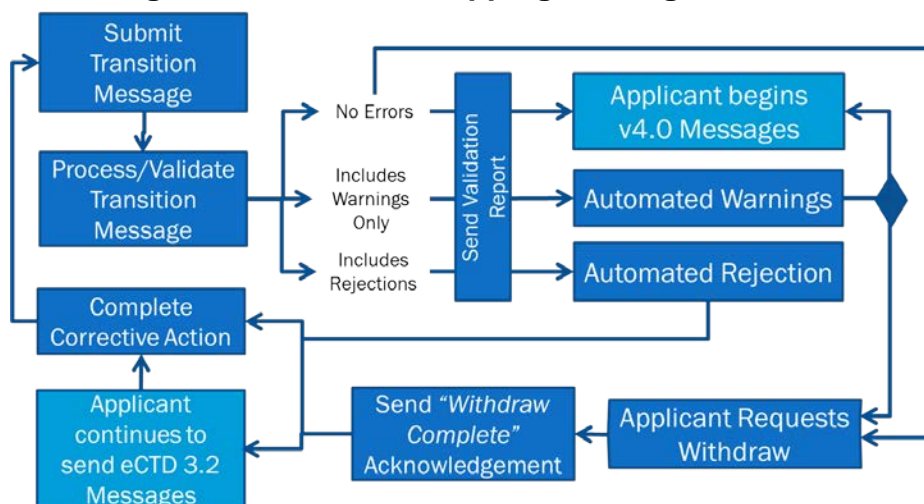 Submit
Transition
Message
Process/Validate
Transition
Message
No Errors
Includes
Warnings
Only
Includes
Rejections
Send Validation
Report
Applicant begins
v4.0 Messages
Automated Warnings
Automated Rejection
Complete
Corrective Action
Applicant
continues to
send eCTD 3.2
Messages
Send “Withdraw
Complete”
Acknowledgement
Applicant Requests
Withdraw